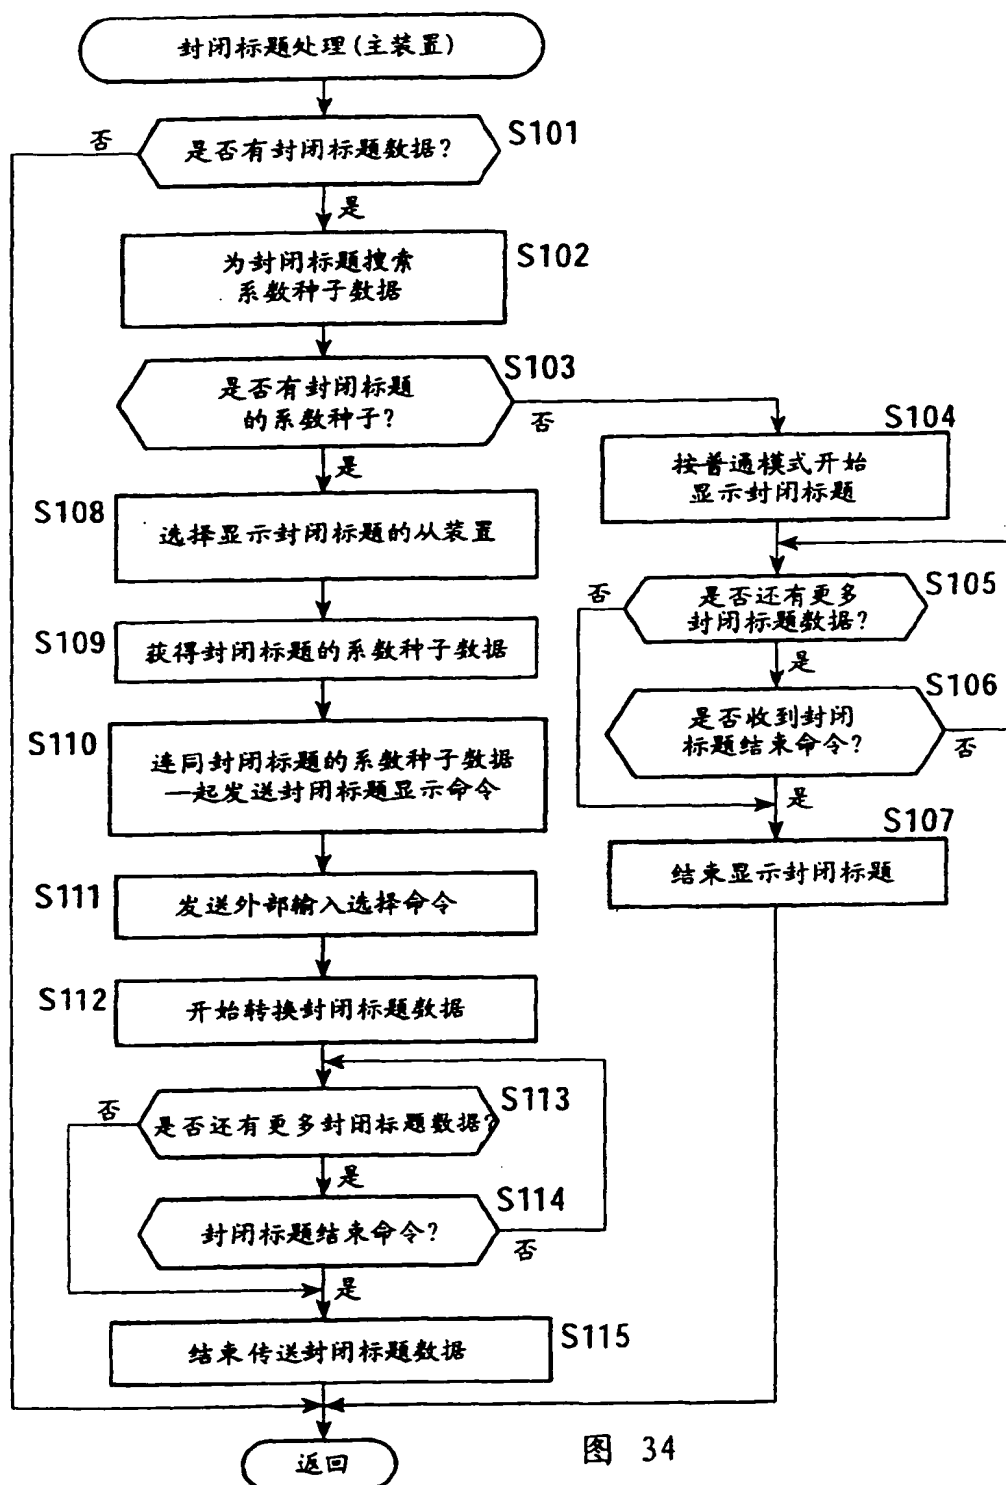 封闭标题处理(主装置)
否
是否有封闭标题数据?
S101
是
为封闭标题搜索
系数种子数据
S102
是否有封闭标题
的系数种子?
S103
否
是
S104
按普通模式开始
显示封闭标题
S108
选择显示封闭标题的从装置
否
是否还有更多
封闭标题数据?
S105
是
S109
获得封闭标题的系数种子数据
S106
是否收到封闭
标题结束命令?
否
是
S110
连同封闭标题的系数种子数据
一起发送封闭标题显示命令
S107
结束显示封闭标题
S111
发送外部输入选择命令
S112
开始转换封闭标题数据
否
是否还有更多封闭标题数据?
S113
是
S114
封闭标题结束命令?
否
是
结束传送封闭标题数据
S115
返回
图 34